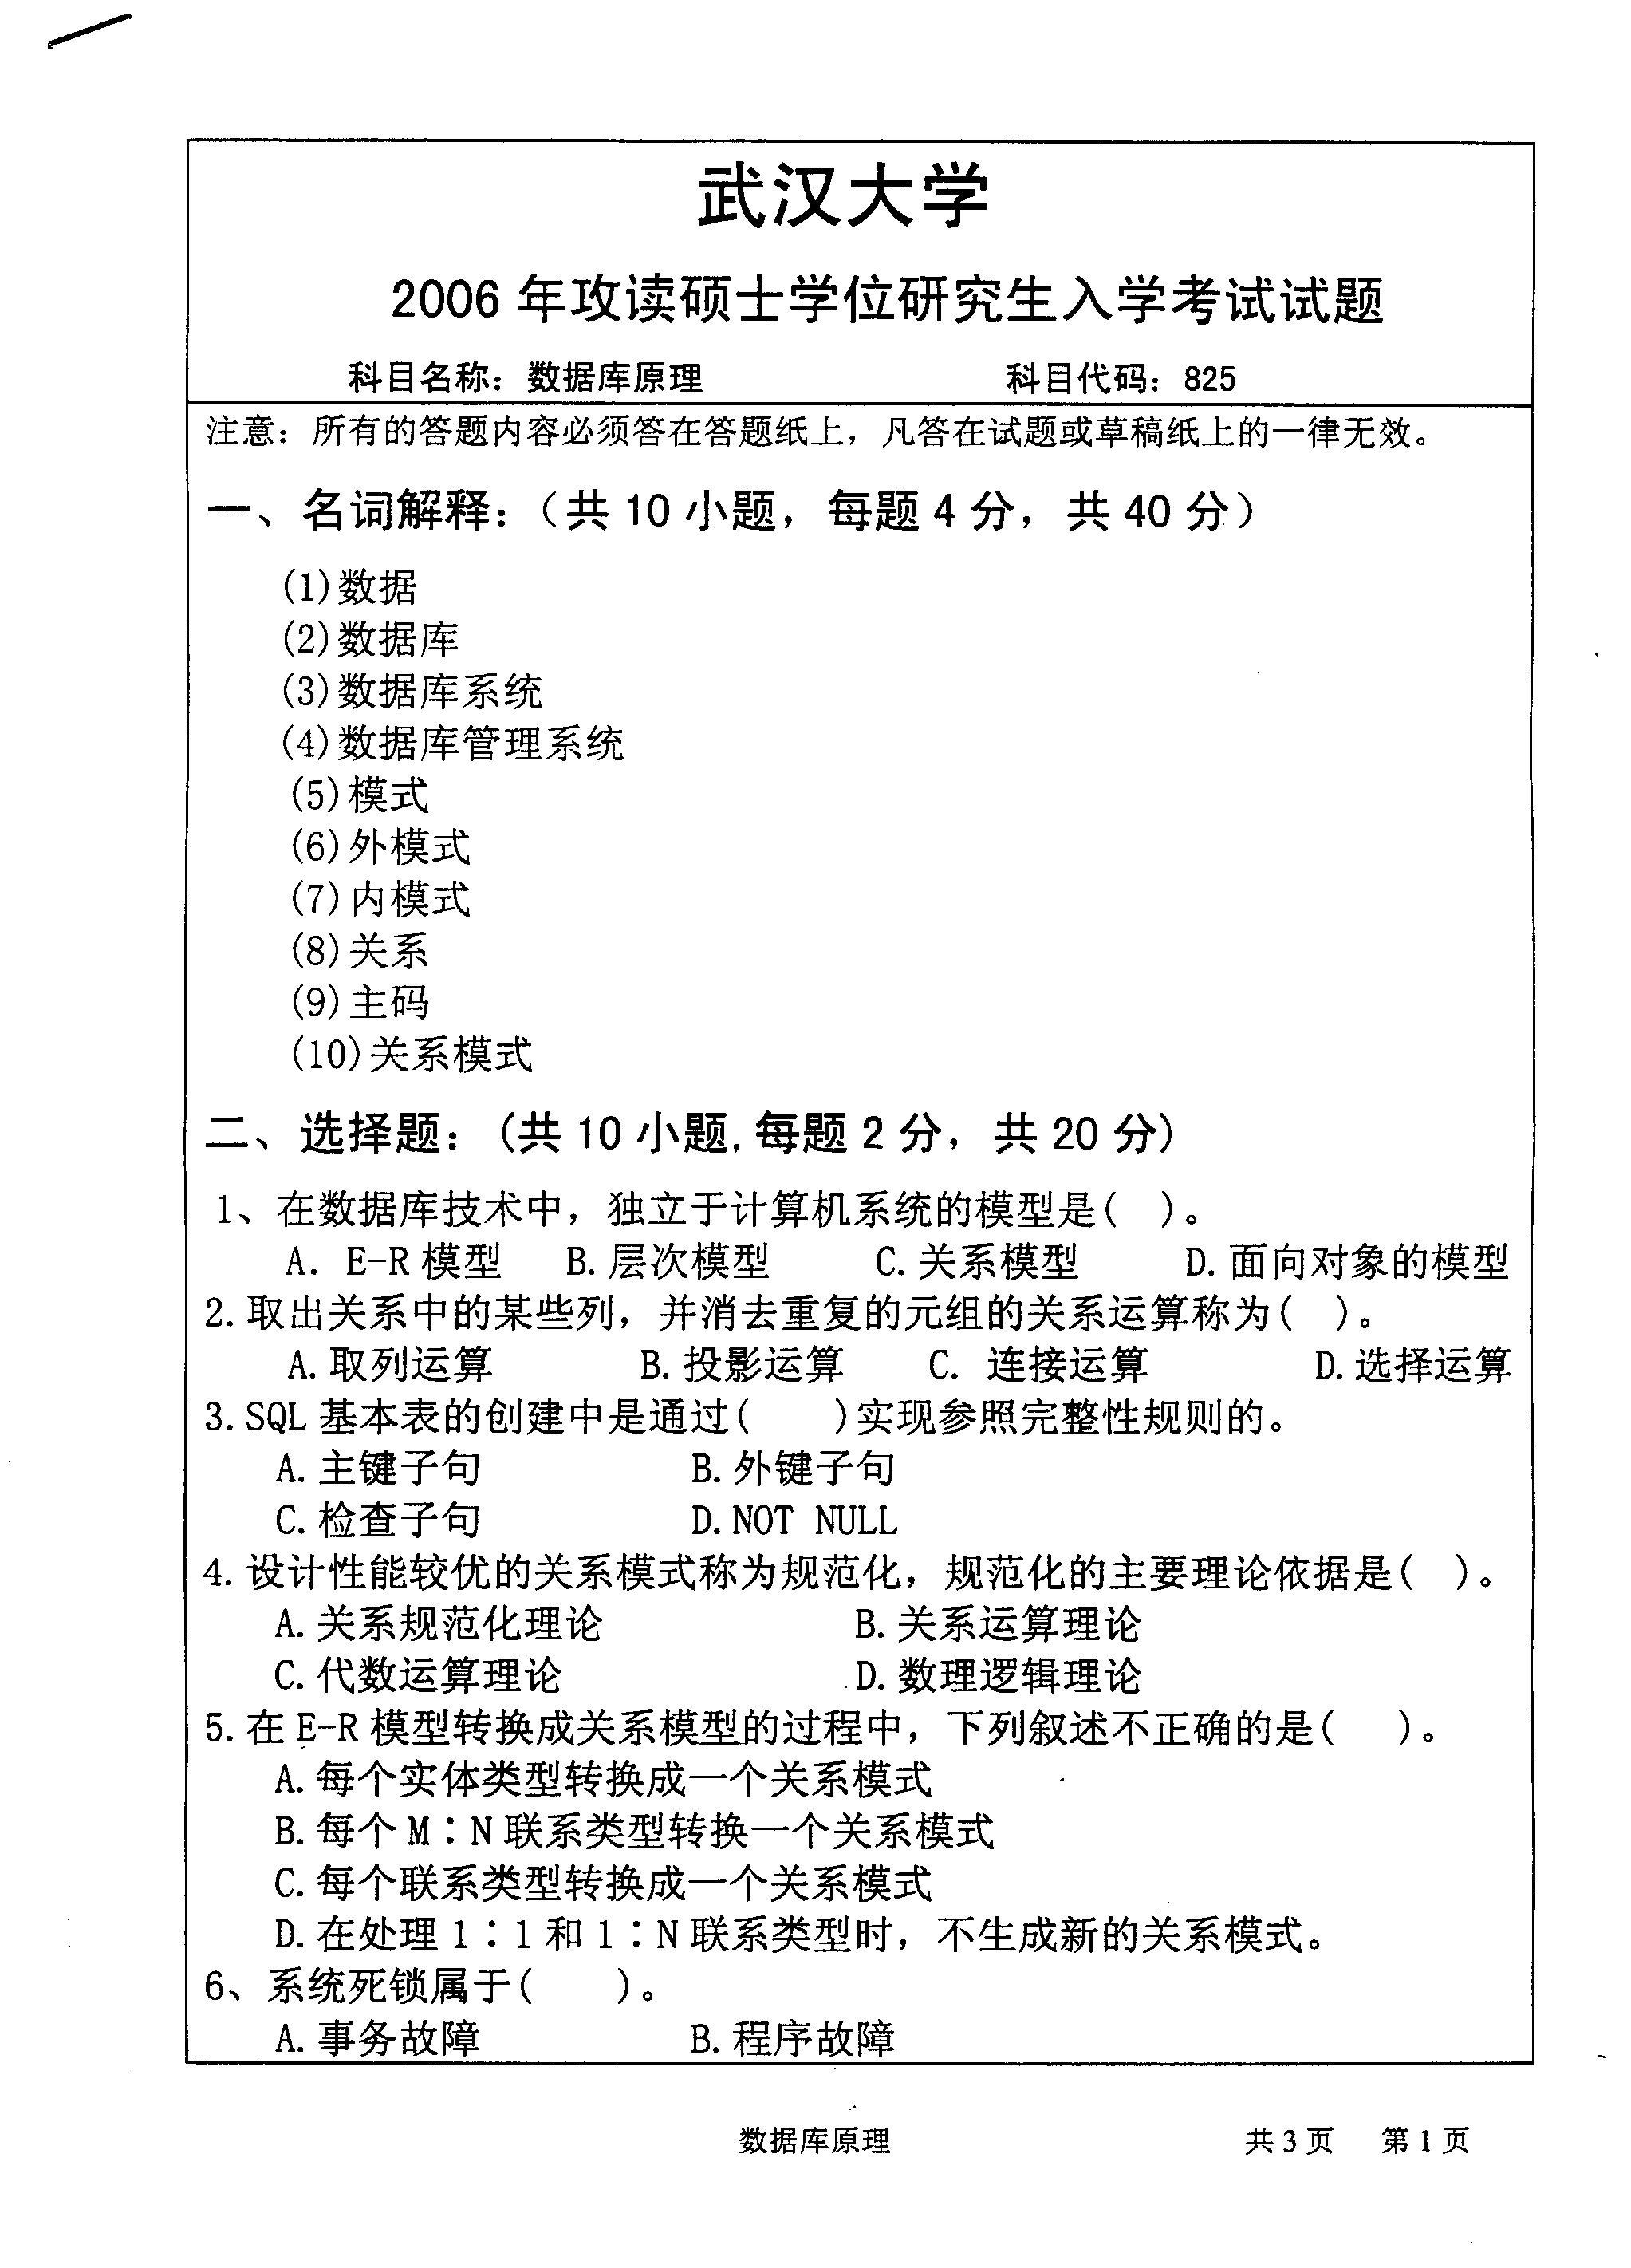 武汉大学
2006 年攻读硕士学位研究生入学考试试题
科目名称：数据库原理 科目代码：825
注意：所有的答题内容必须答在答题纸上，凡答在试题或草稿纸上的一律无效。
一、名词解释：（共 10 小题，每题 4 分，共 40 分）
(1)数据
(2)数据库
(3)数据库系统
(4)数据库管理系统
(5)模式
(6)外模式
(7)内模式
(8)关系
(9)主码
(10)关系模式
二、选择题：(共 10 小题,每题 2 分，共 20 分)
1、在数据库技术中，独立于计算机系统的模型是( )。
A. E-R 模型 B.层次模型 C.关系模型 D.面向对象的模型
2.取出关系中的某些列，并消去重复的元组的关系运算称为( )。
A.取列运算 B.投影运算 C. 连接运算 D.选择运算
3.SQL 基本表的创建中是通过( )实现参照完整性规则的。
A.主键子句 B.外键子句
C.检查子句 D.NOT NULL
4.设计性能较优的关系模式称为规范化，规范化的主要理论依据是( )。
A.关系规范化理论 B.关系运算理论
C.代数运算理论 D.数理逻辑理论
5.在 E-R 模型转换成关系模型的过程中，下列叙述不正确的是( )。
A.每个实体类型转换成一个关系模式
B.每个 M∶N 联系类型转换一个关系模式
C.每个联系类型转换成一个关系模式
D.在处理 1∶1 和 1∶N 联系类型时，不生成新的关系模式。
6、系统死锁属于( )。
A.事务故障 B.程序故障
数据库原理 共 3 页 第 1 页